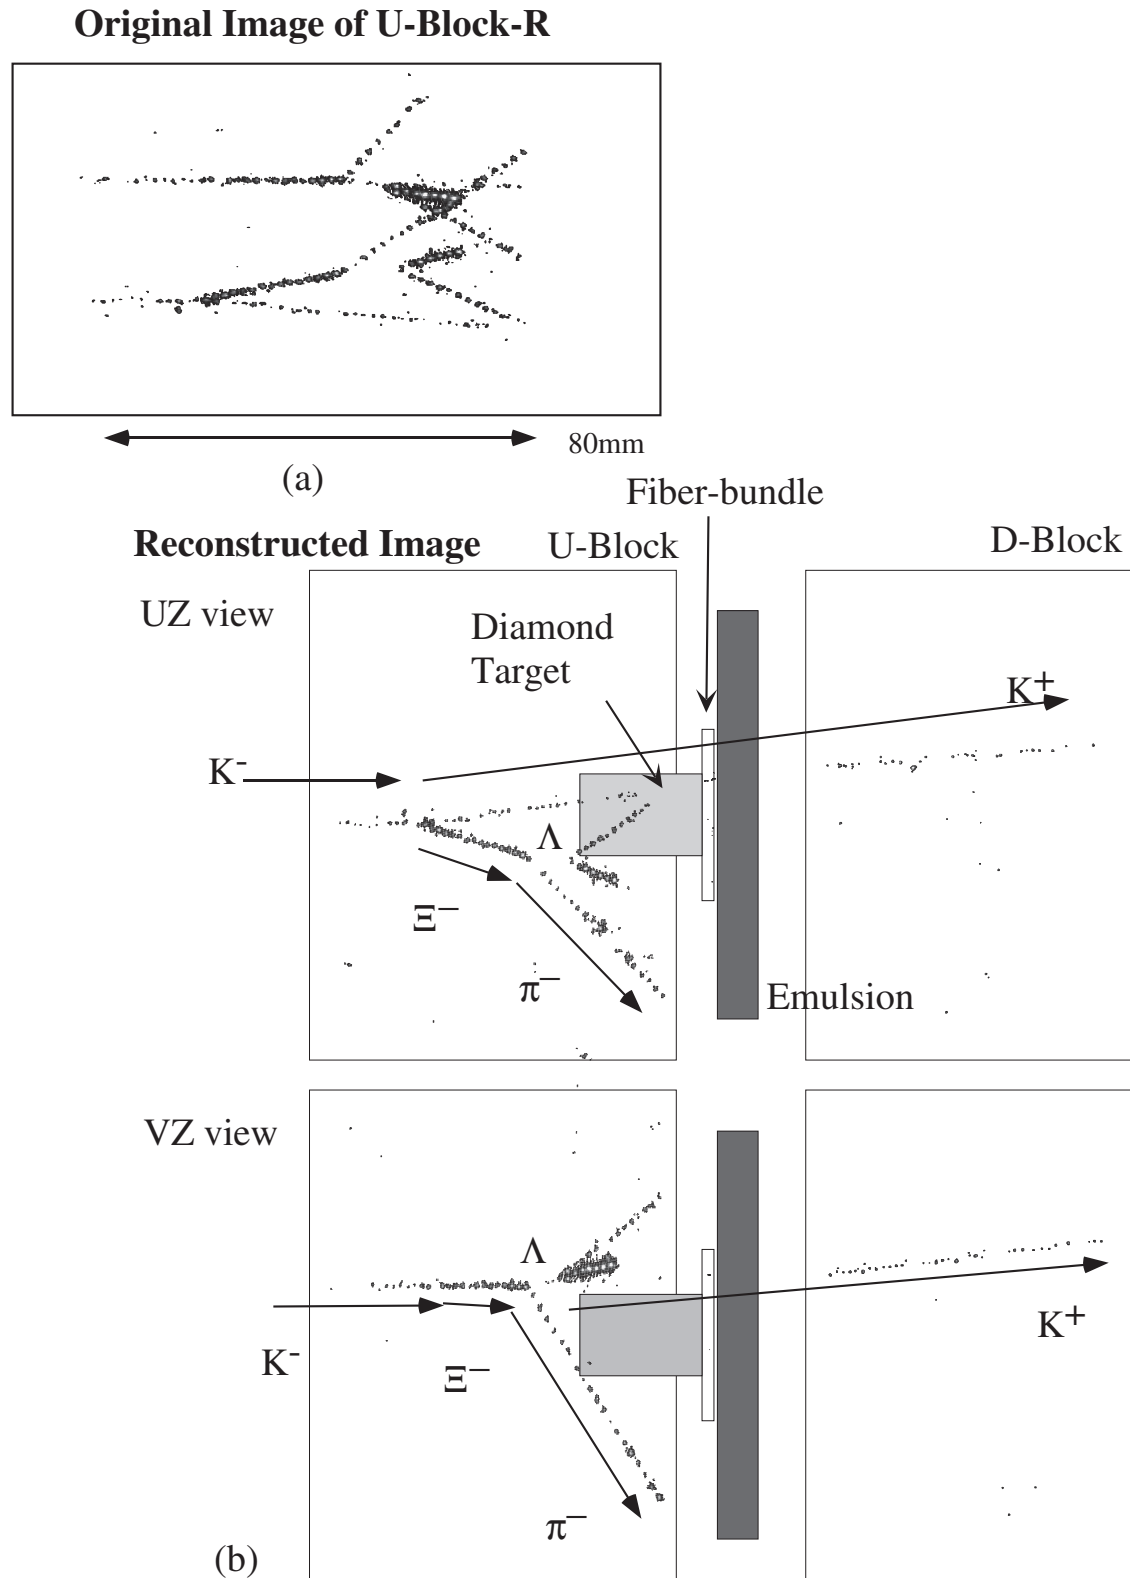 Original Image of U-Block-R
80mm
(a)
Fiber-bundle
Reconstructed Image
U-Block
D-Block
UZ view
Diamond
Target
K+
K-
Λ
Ξ−
π−
Emulsion
VZ view
Λ
K+
K-
Ξ−
π−
(b)